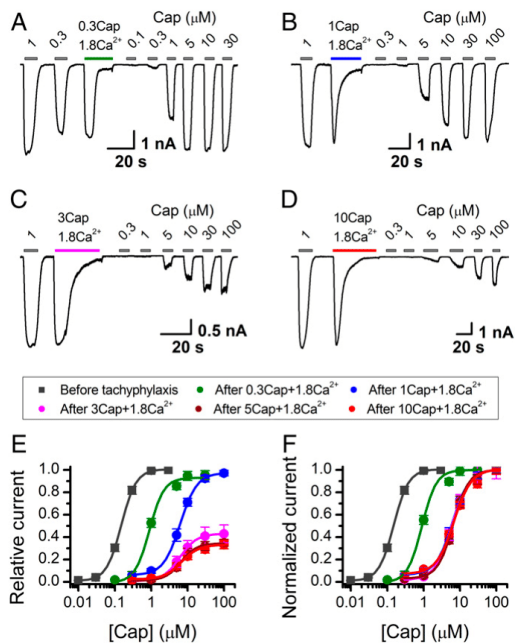 A
Cap (μM)
0.3Cap
1.8Ca²⁺
1 0.3 0.1 0.3 1 5 10 30
1 nA
20 s
B
Cap (μM)
1Cap
1.8Ca²⁺
1 0.3 1 5 10 30 100
1 nA
20 s
C
Cap (μM)
3Cap
1.8Ca²⁺
1 0.3 1 5 10 30 100
0.5 nA
20 s
D
Cap (μM)
10Cap
1.8Ca²⁺
1 0.3 1 5 10 30 100
1 nA
20 s
Before tachyphylaxis After 0.3Cap+1.8Ca²⁺ After 1Cap+1.8Ca²⁺
After 3Cap+1.8Ca²⁺ After 5Cap+1.8Ca²⁺ After 10Cap+1.8Ca²⁺
E
Relative current
1.0
0.8
0.6
0.4
0.2
0.0
0.01 0.1 1 10 100
[Cap] (μM)
F
Normalized current
1.0
0.8
0.6
0.4
0.2
0.0
0.01 0.1 1 10 100
[Cap] (μM)